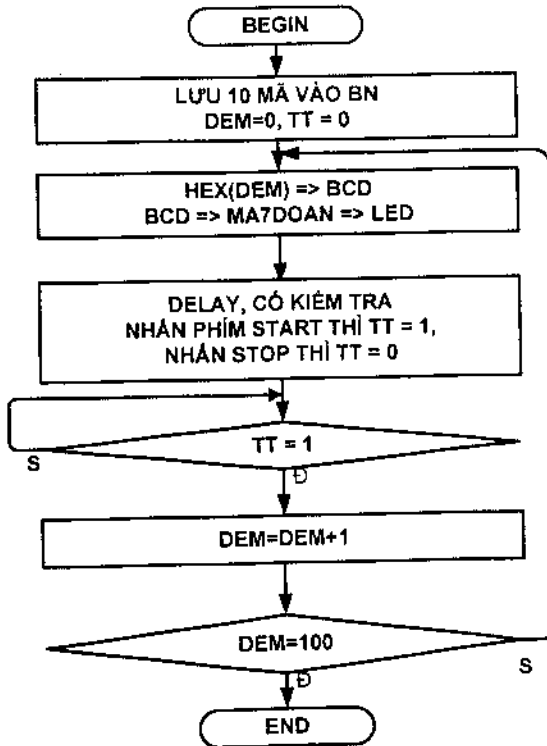 BEGIN
LƯU 10 MÃ VÀO BN
DEM=0, TT = 0
HEX(DEM) => BCD
BCD => MA7DOAN => LED
DELAY, CÓ KIỂM TRA
NHẤN PHÍM START THÌ TT = 1,
NHẤN STOP THÌ TT = 0
TT = 1
S
Đ
DEM=DEM+1
DEM=100
S
Đ
END